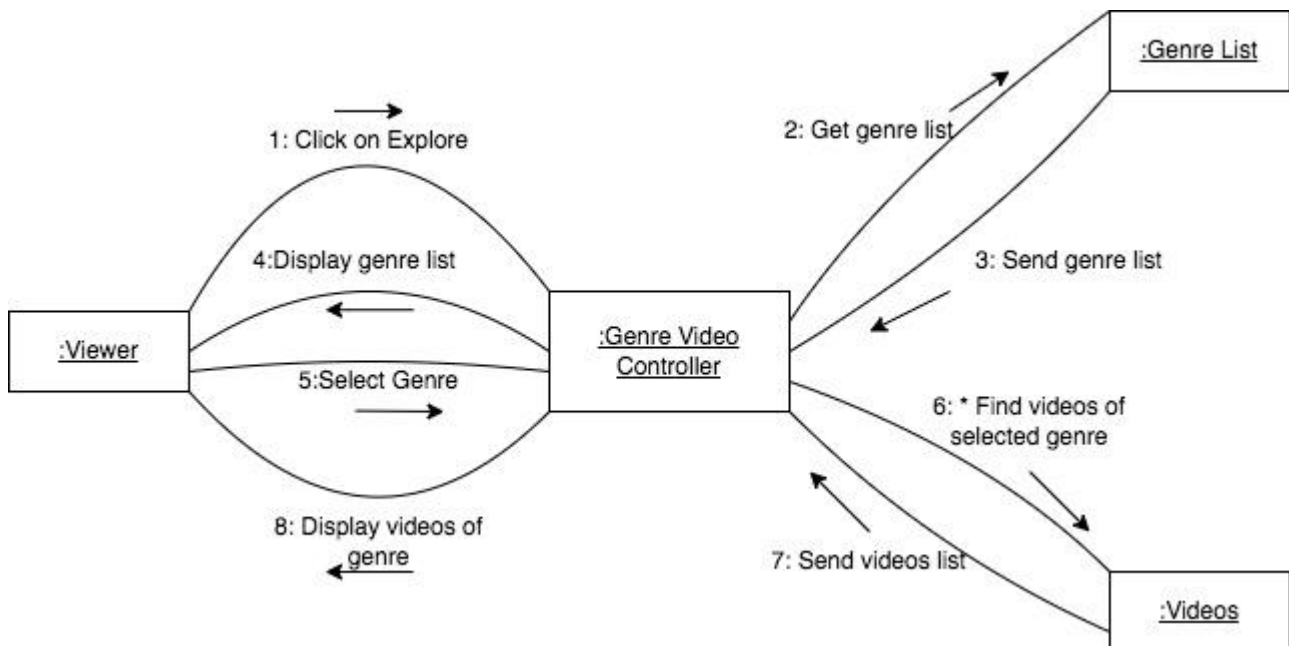 :Genre List
1: Click on Explore
2: Get genre list
4:Display genre list
3: Send genre list
:Viewer
:Genre Video
Controller
5:Select Genre
6: * Find videos of
selected genre
8: Display videos of
genre
7: Send videos list
:Videos